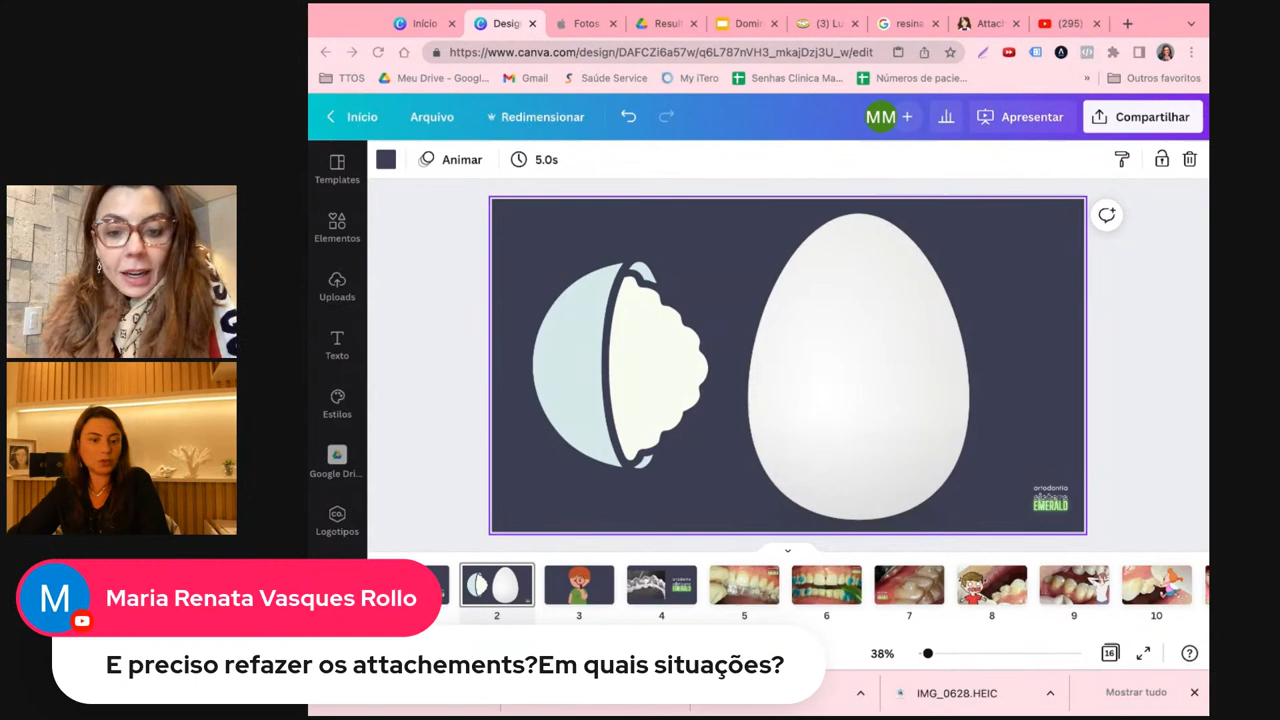 Início
Desig
Fotos
Result
Domir
(3) Lu
resina
Attach
(295)
https://www.canva.com/design/DAFCZi6a57w/q6L787nVH3_mkajDzj3U_w/edit
TTOS
Meu Drive - Googl...
Gmail
Saúde Service
My iTero
Senhas Clinica Ma...
Números de pacie...
»
Outros favoritos
Início
Arquivo
Redimensionar
MM
+
Apresentar
Compartilhar
Animar
5.0s
Templates
Elementos
Uploads
Texto
Estilos
Google Dri...
CO.
Logotipos
ortodontia
EMERALD
2
3
4
5
6
7
8
9
10
38%
16
IMG_0628.HEIC
Mostrar tudo
M
Maria Renata Vasques Rollo
E preciso refazer os attachements?Em quais situações?